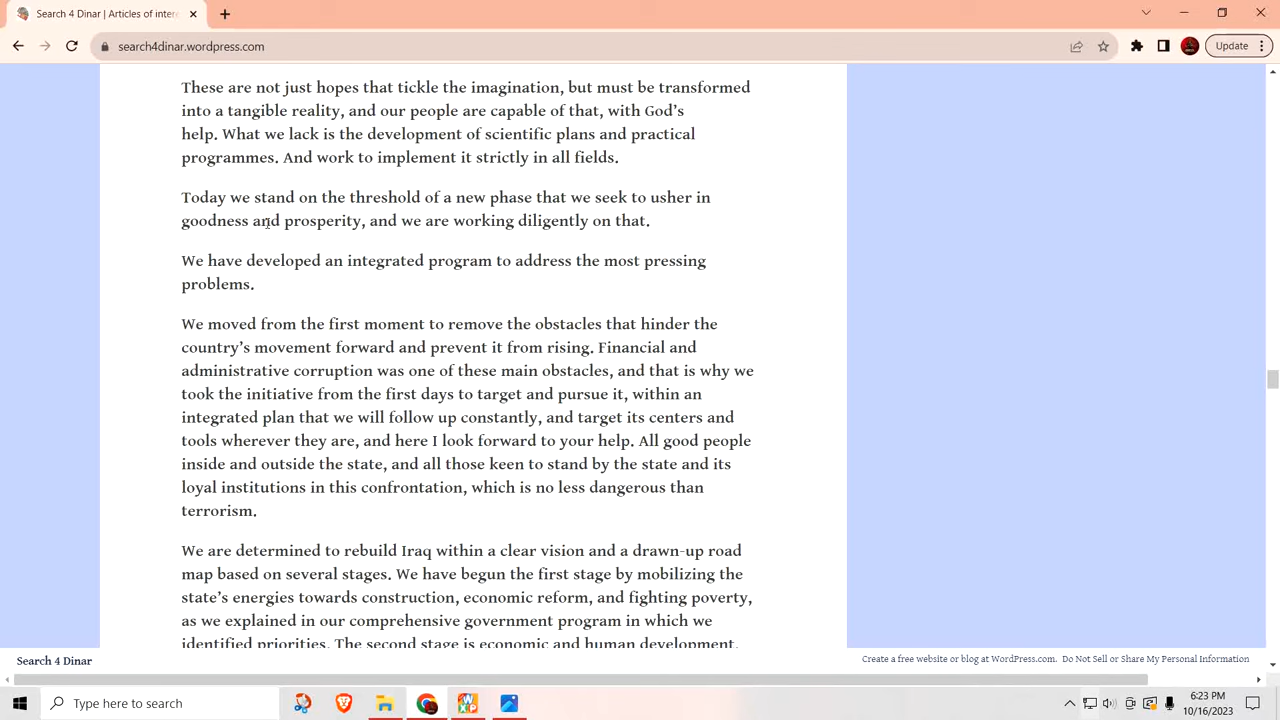 Search 4 Dinar | Articles of inter
search4dinar.wordpress.com
Update
These are not just hopes that tickle the imagination, but must be transformed
into a tangible reality, and our people are capable of that, with God's
help. What we lack is the development of scientific plans and practical
programmes. And work to implement it strictly in all fields.
Today we stand on the threshold of a new phase that we seek to usher in
goodness and prosperity, and we are working diligently on that.
We have developed an integrated program to address the most pressing
problems.
We moved from the first moment to remove the obstacles that hinder the
country's movement forward and prevent it from rising. Financial and
administrative corruption was one of these main obstacles, and that is why we
took the initiative from the first days to target and pursue it, within an
integrated plan that we will follow up constantly, and target its centers and
tools wherever they are, and here I look forward to your help. All good people
inside and outside the state, and all those keen to stand by the state and its
loyal institutions in this confrontation, which is no less dangerous than
terrorism.
We are determined to rebuild Iraq within a clear vision and a drawn-up road
map based on several stages. We have begun the first stage by mobilizing the
state's energies towards construction, economic reform, and fighting poverty,
as we explained in our comprehensive government program in which we
identified priorities. The second stage is economic and human development.
Search 4 Dinar
Create a free website or blog at WordPress.com. Do Not Sell or Share My Personal Information
Type here to search
6:23 PM
10/16/2023